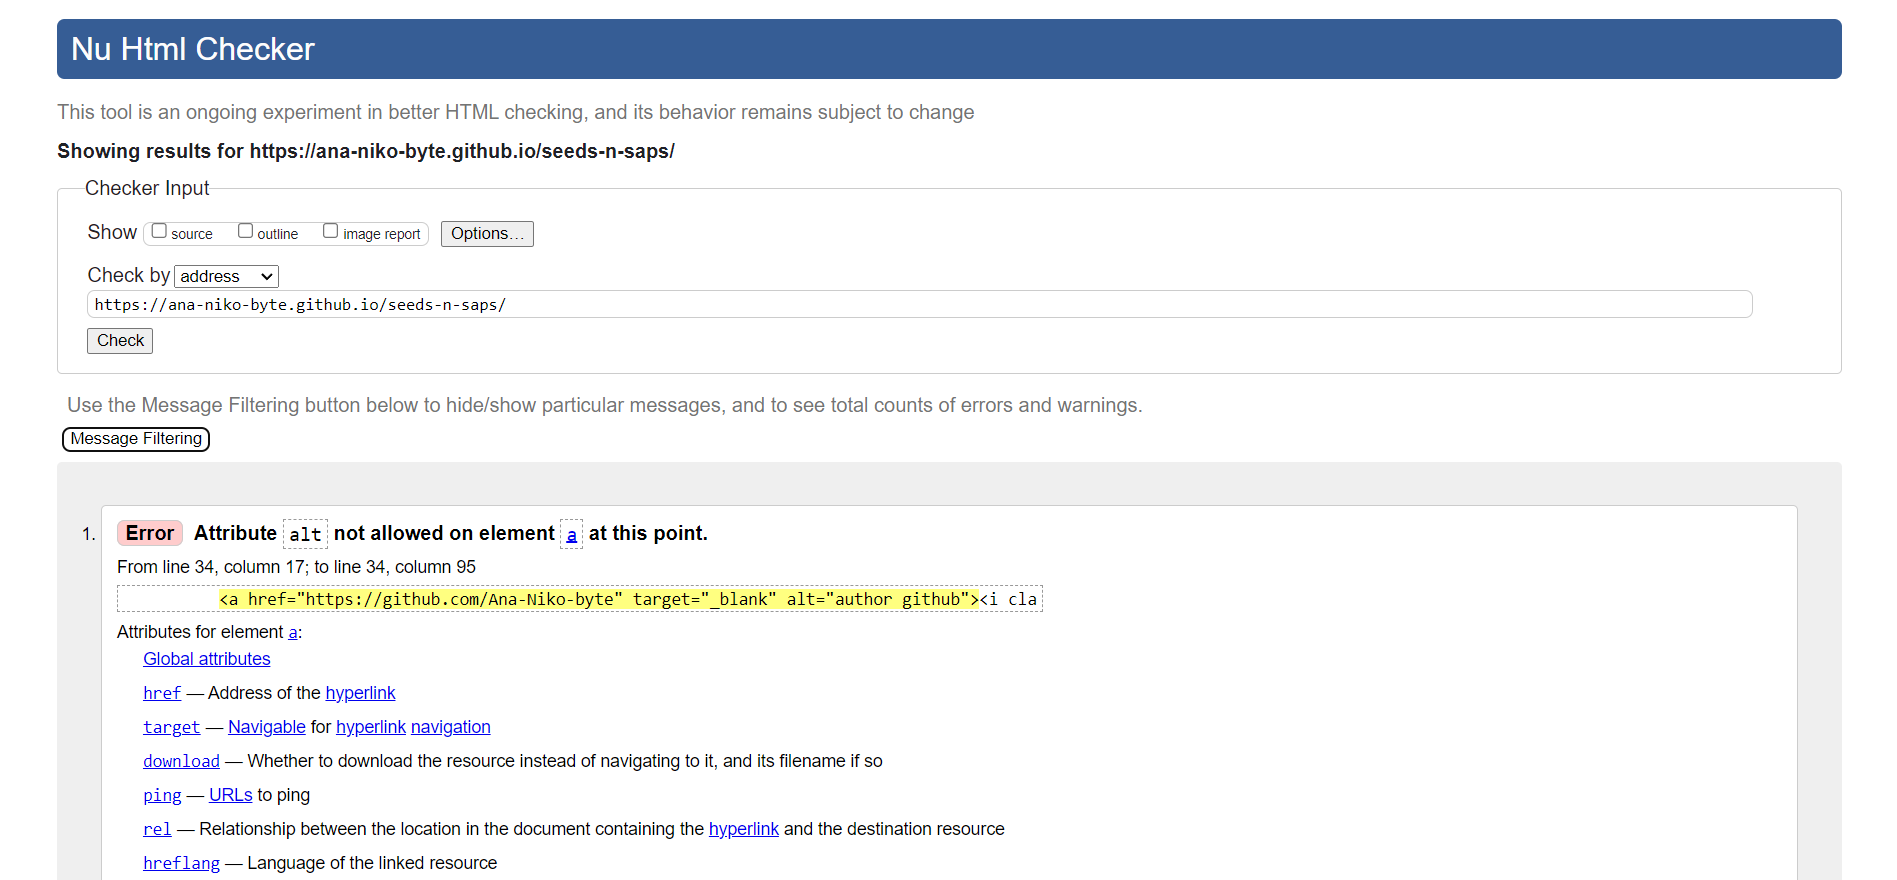 Nu Html Checker
This tool is an ongoing experiment in better HTML checking, and its behavior remains subject to change
Showing results for https://ana-niko-byte.github.io/seeds-n-saps/
Checker Input
Show source outline image report Options...
Check by address
https://ana-niko-byte.github.io/seeds-n-saps/
Check
Use the Message Filtering button below to hide/show particular messages, and to see total counts of errors and warnings.
Message Filtering
1. Error Attribute alt not allowed on element a at this point.
From line 34, column 17; to line 34, column 95
<a href="https://github.com/Ana-Niko-byte" target="_blank" alt="author github"><i cla
Attributes for element a:
Global attributes
href — Address of the hyperlink
target — Navigable for hyperlink navigation
download — Whether to download the resource instead of navigating to it, and its filename if so
ping — URLs to ping
rel — Relationship between the location in the document containing the hyperlink and the destination resource
hreflang — Language of the linked resource